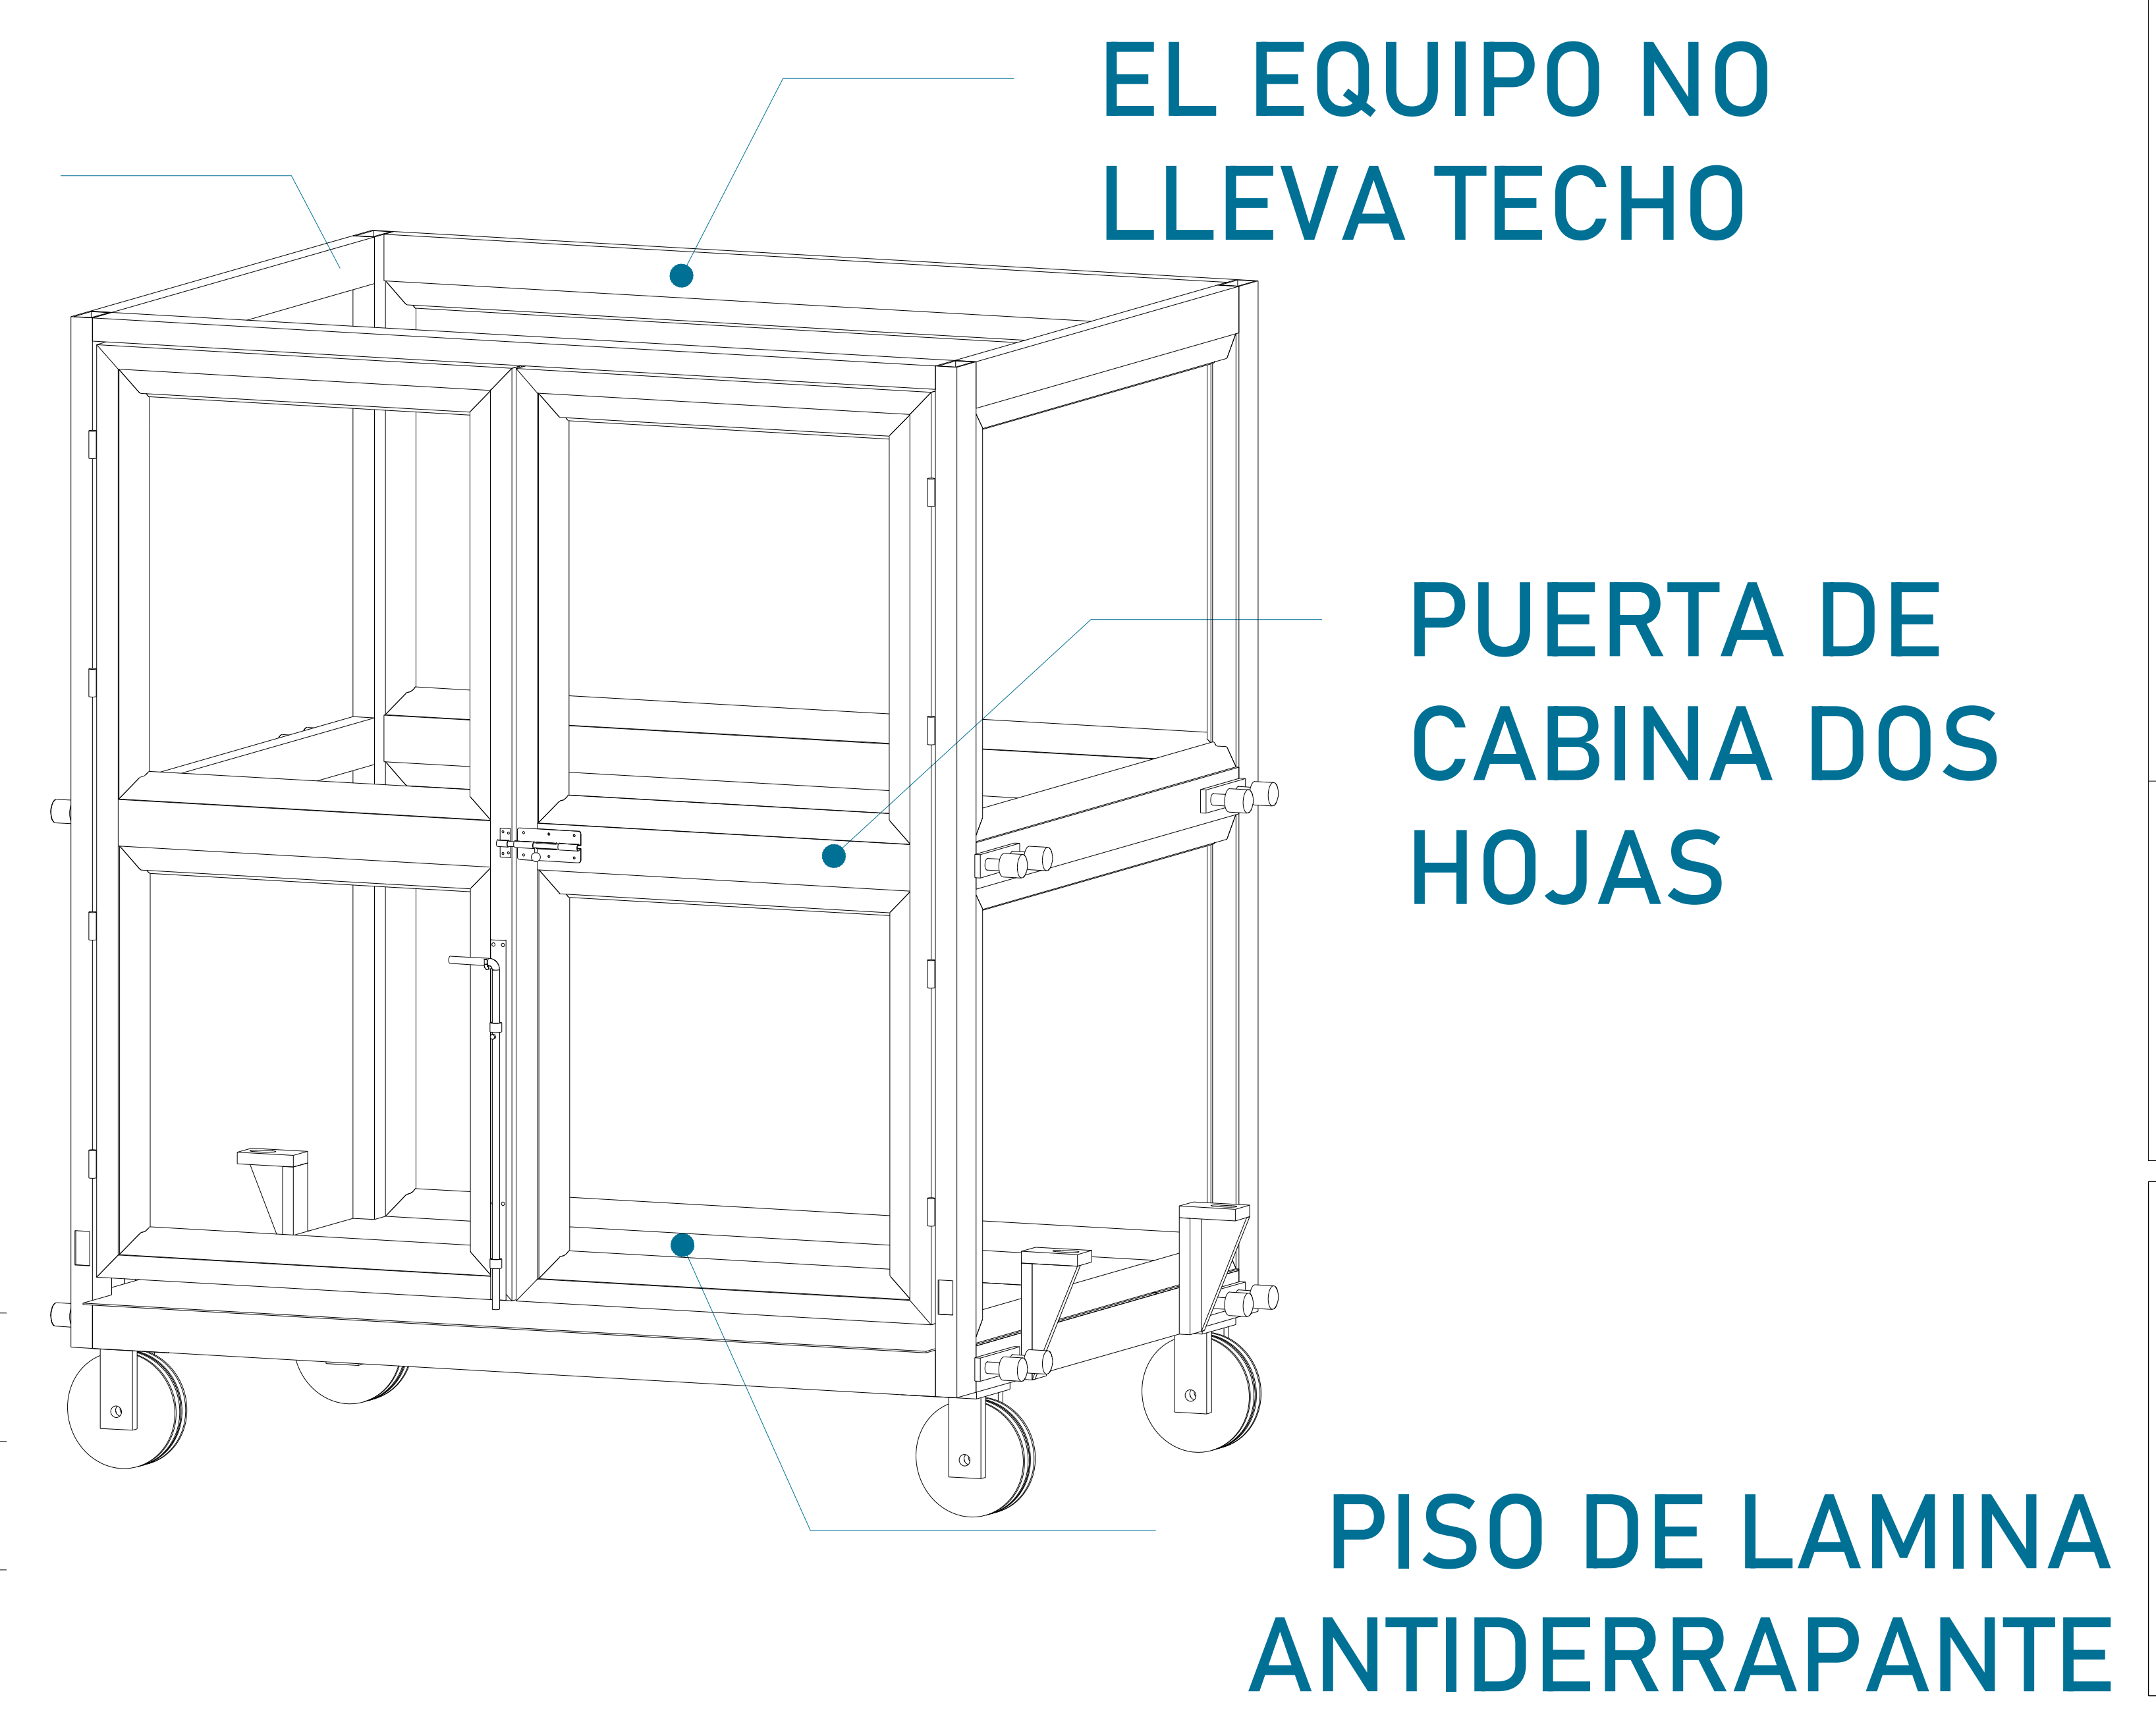 EL EQUIPO NO
LLEVA TECHO
PUERTA DE
CABINA DOS
HOJAS
PISO DE LAMINA
ANTIDERRAPANTE